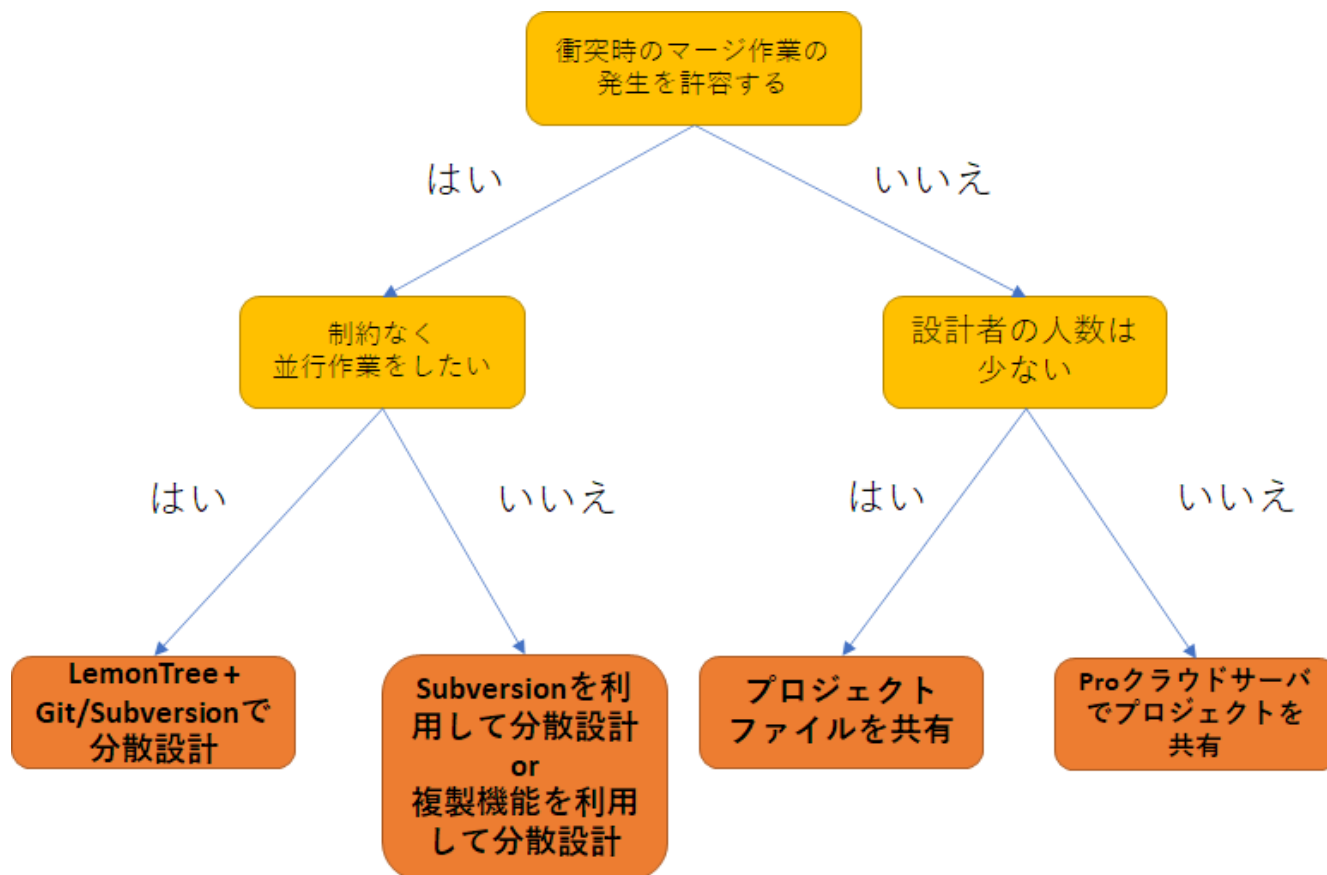 衝突時のマージ作業の
発生を許容する
はい
いいえ
制約なく
並行作業をしたい
設計者の人数は
少ない
はい
いいえ
はい
いいえ
LemonTree +
Git/Subversionで
分散設計
Subversionを利
用して分散設計
or
複製機能を利用
して分散設計
プロジェクト
ファイルを共有
Proクラウドサーバ
でプロジェクトを
共有